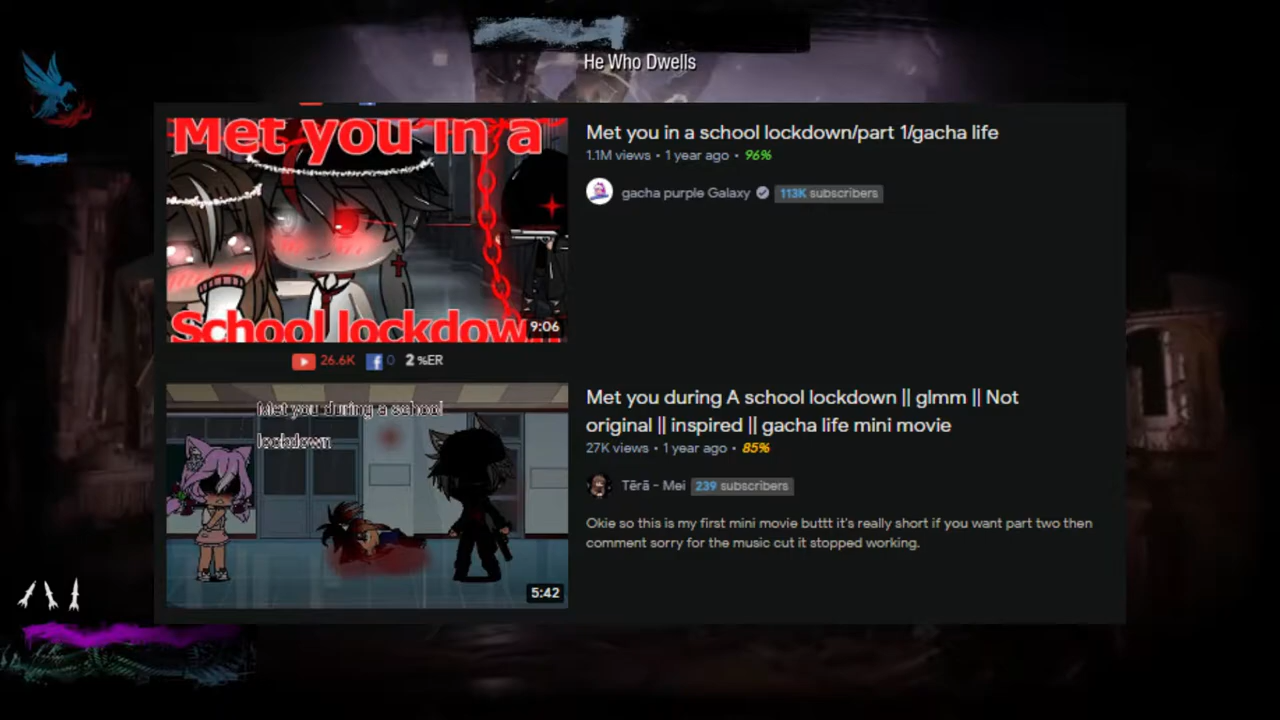 He Who Dwells
Met you in a
School lockdow
9:06
Met you in a school lockdown/part 1/gacha life
1.1M views • 1 year ago • 96%
gacha purple Galaxy 113K subscribers
26.6K 0 2 %ER
Met you during a school
lockdown
5:42
Met you during A school lockdown || glmm || Not
original || inspired || gacha life mini movie
27K views • 1 year ago • 85%
Tērā - Mei 239 subscribers
Okie so this is my first mini movie buttt it's really short if you want part two then
comment sorry for the music cut it stopped working.